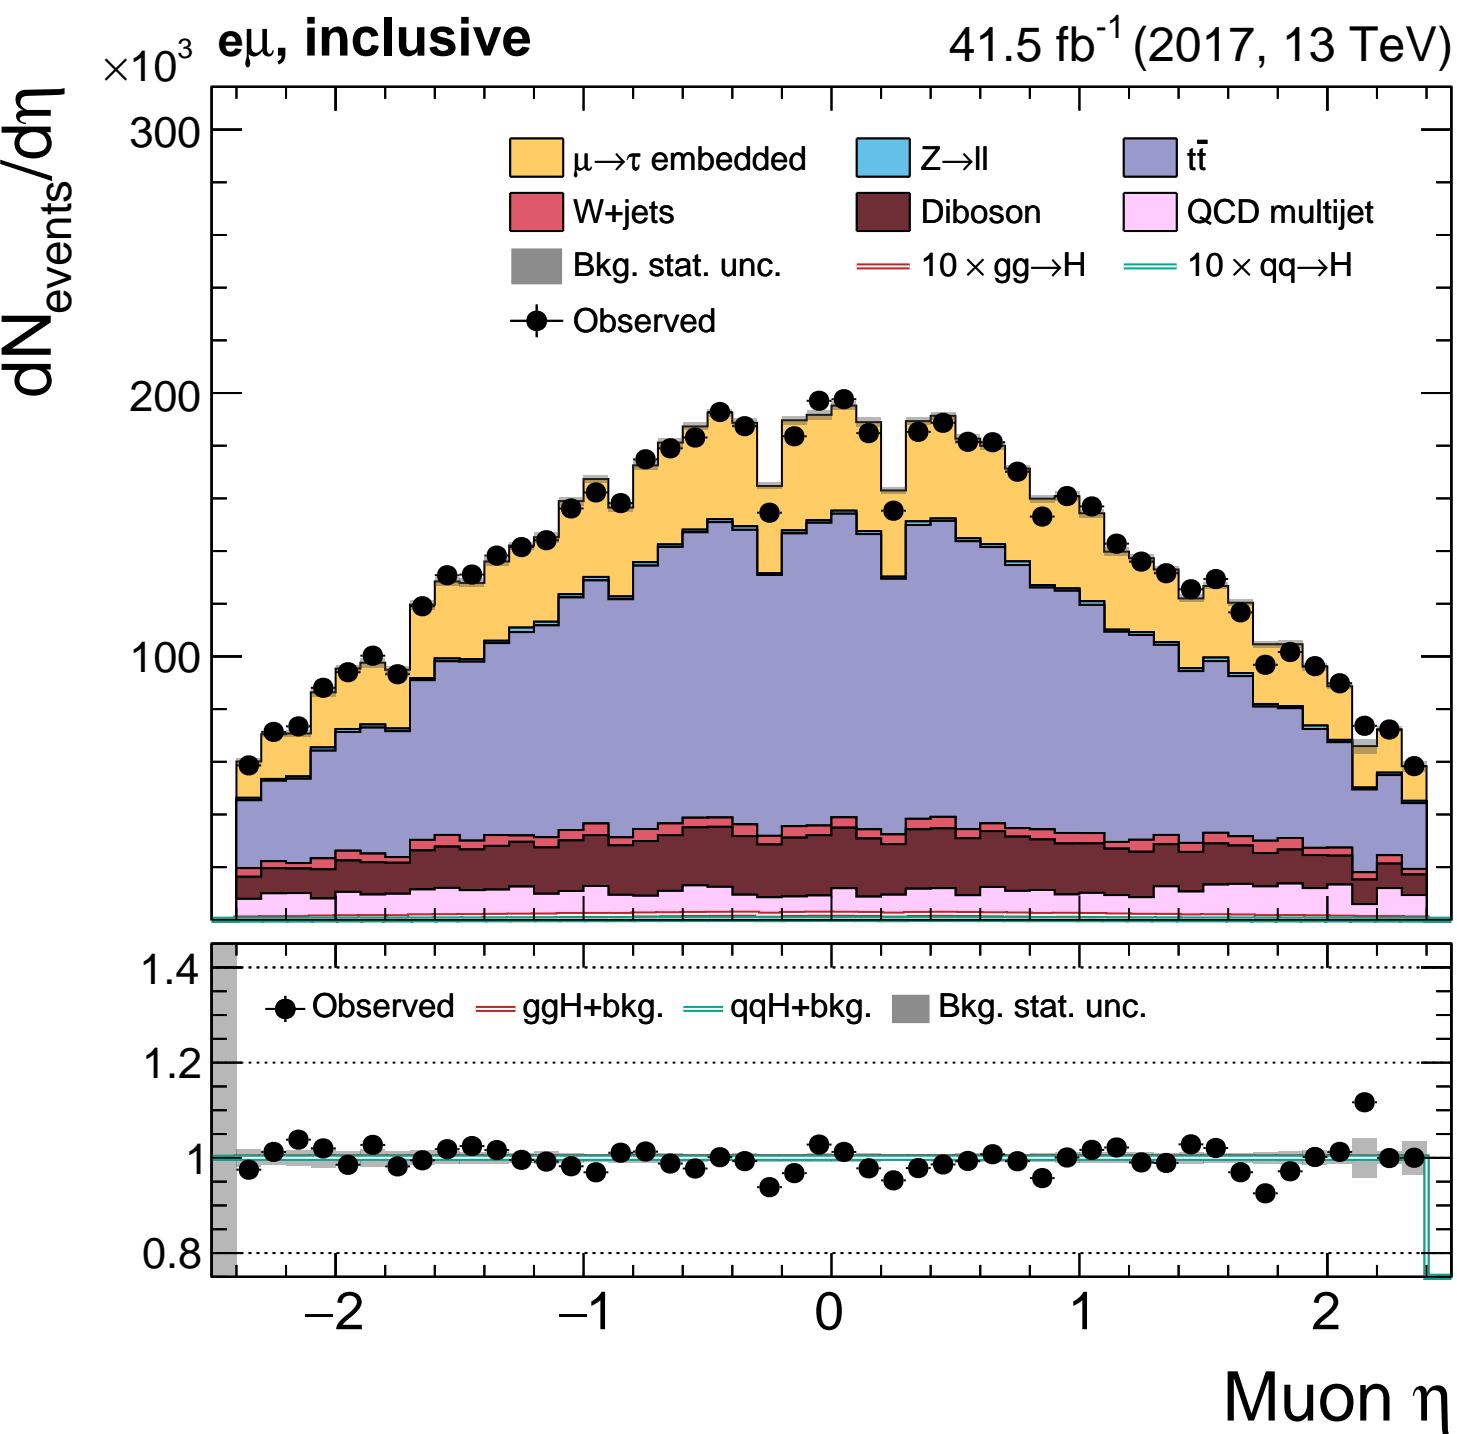 ×10³ eμ, inclusive 41.5 fb⁻¹ (2017, 13 TeV)
dN_events/dη
300
μ→τ embedded Z→ll tt̄
W+jets Diboson QCD multijet
Bkg. stat. unc. 10 × gg→H 10 × qq→H
Observed
200
100
1.4
Observed ggH+bkg. qqH+bkg. Bkg. stat. unc.
1.2
1
0.8
−2 −1 0 1 2
Muon η